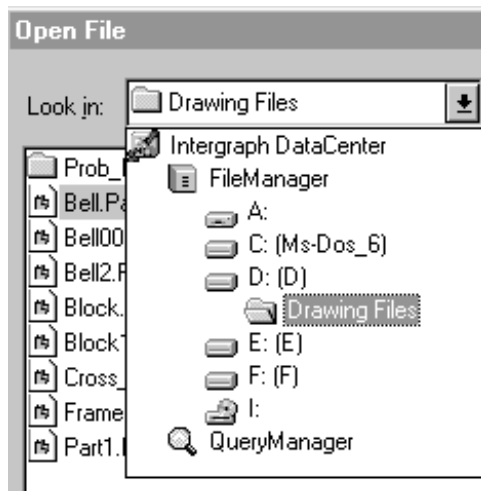 Open File
Look in:
Drawing Files
Intergraph DataCenter
FileManager
A:
C: (Ms-Dos_6)
D: (D)
Drawing Files
E: (E)
F: (F)
I:
QueryManager
Prob_
Bell.Pa
Bell00
Bell2.
Block.
Block
Cross_
Frame
Part1.